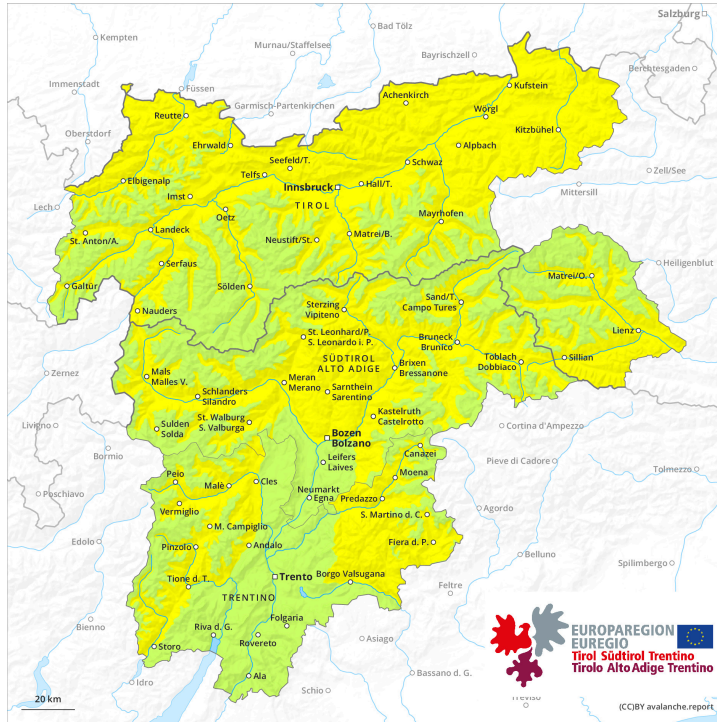 Salzburg
Kempten
Bad Tölz
Murnau/Staffelsee
Bayrischzell
Berchtesgaden
Immenstadt
Füssen
Garmisch-Partenkirchen
Achenkirch
Kufstein
Reutte
Wörgl
Oberstdorf
Ehrwald
Kitzbühel
Alpbach
Seefeld/T.
Schwaz
Zell/See
Telfs
Elbigenalp
Innsbruck
Hall/T.
Mittersill
Imst
TIROL
Lech
Oetz
Mayrhofen
Landeck
St. Anton/A.
Neustift/St.
Matrei/B.
Serfaus
Heiligenblut
Matrei/O.
Galtür
Sölden
Nauders
Sterzing
Vipiteno
Sand/T.
Campo Tures
Lienz
St. Leonhard/P.
S. Leonardo i. P.
Bruneck
Brunico
Sillian
Toblach
Dobbiaco
SÜDTIROL
ALTO ADIGE
Brixen
Bressanone
Zernez
Mals
Malles V.
Meran
Merano
Sarnthein
Sarentino
Schlanders
Silandro
St. Walburg
S. Valburga
Kastelruth
Castelrotto
Livigno
Sulden
Solda
Cortina d'Ampezzo
Bozen
Bolzano
Canazei
Bormio
Leifers
Laives
Pieve di Cadore
Moena
Tolmezzo
Peio
Malè
Cles
Poschiavo
Neumarkt
Egna
Predazzo
Vermiglio
Agordo
S. Martino d. C.
M. Campiglio
Edolo
Fiera d. P.
Pinzolo
Andalo
Belluno
Spilimbergo
Trento
Borgo Valsugana
Tione d. T.
Feltre
TRENTINO
Folgaria
Bienno
Riva d. G.
Rovereto
Asiago
Storo
Ala
Bassano d. G.
Idro
Schio
Treviso
EUROPAREGION
EUREGIO
Tirol Südtirol Trentino
Tirolo Alto Adige Trentino
20 km
(CC)BY avalanche.report